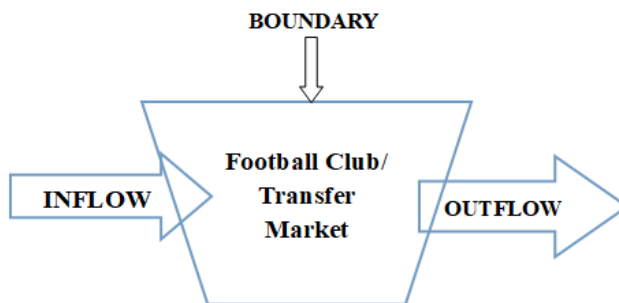 BOUNDARY
Football Club/
Transfer
Market
INFLOW
OUTFLOW